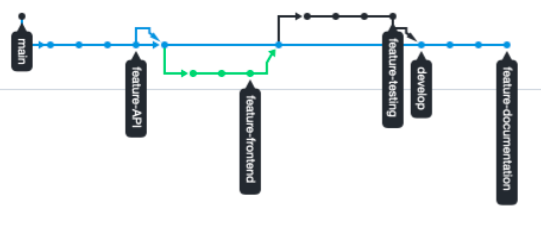 main
feature-API
feature-frontend
feature-testing
develop
feature-documentation